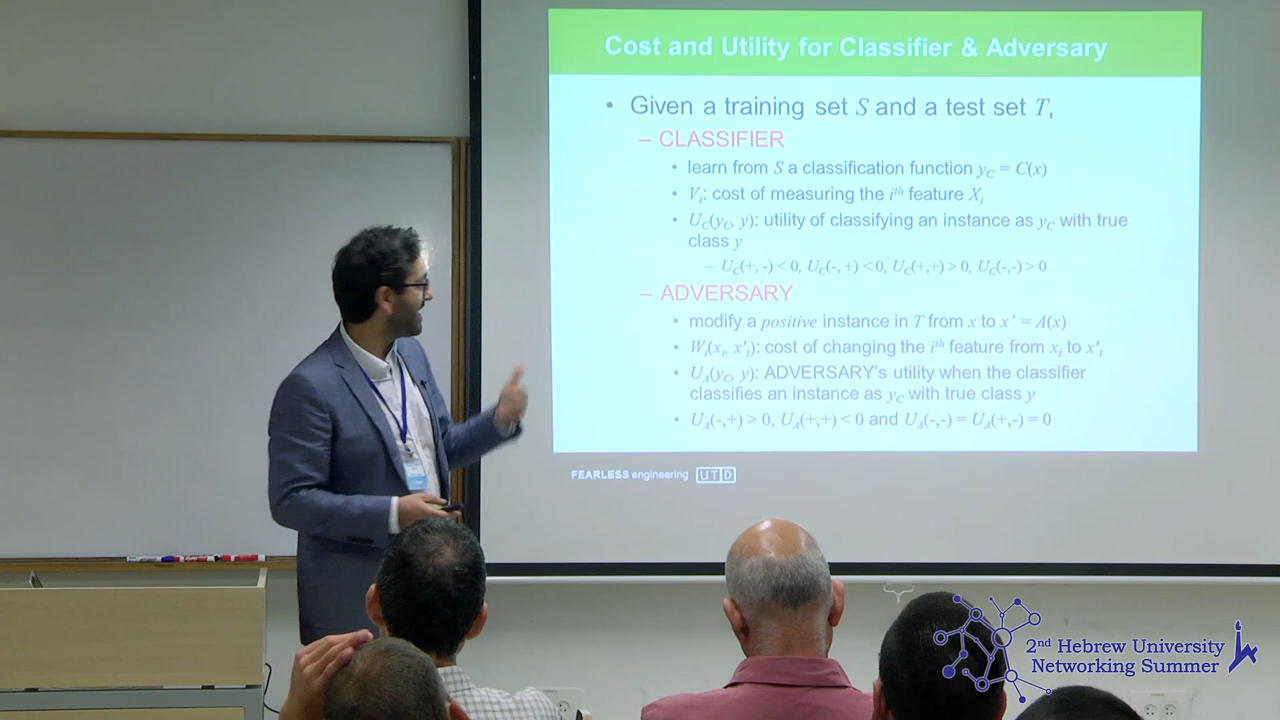 Cost and Utility for Classifier & Adversary
• Given a training set S and a test set T,
– CLASSIFIER
• learn from S a classification function y_C = C(x)
• V_i: cost of measuring the i^th feature X_i
• U_C(y_C, y): utility of classifying an instance as y_C with true
class y
– U_C(+, -) < 0, U_C(-, +) < 0, U_C(+,+) > 0, U_C(-,-) > 0
– ADVERSARY
• modify a positive instance in T from x to x' = A(x)
• W_i(x_i, x'_i): cost of changing the i^th feature from x_i to x'_i
• U_A(y_C, y): ADVERSARY's utility when the classifier
classifies an instance as y_C with true class y
• U_A(-,+) > 0, U_A(+,+) < 0 and U_A(-,-) = U_A(+,-) = 0
FEARLESS engineering UTD
2nd Hebrew University
Networking Summer